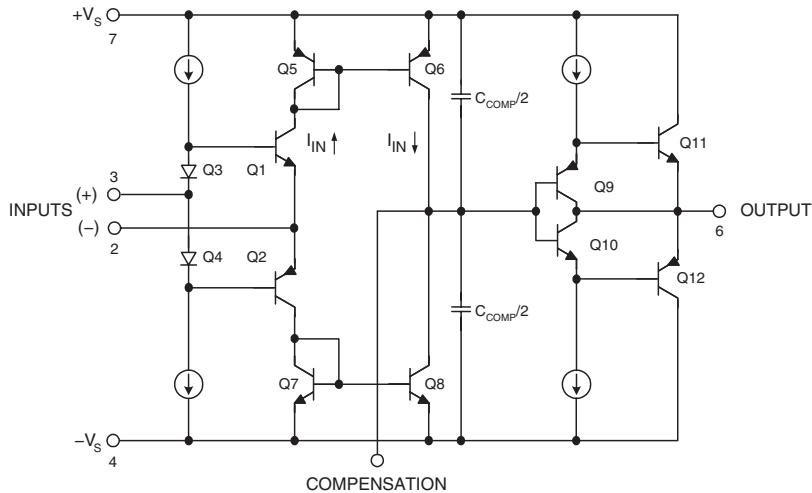 +Vs
7
Q5
Q6
CCOMP/2
IIN
IIN
Q11
3
Q3
Q1
Q9
INPUTS
(+)
(−)
2
OUTPUT
6
Q4
Q2
Q10
Q12
CCOMP/2
Q7
Q8
−Vs
4
COMPENSATION